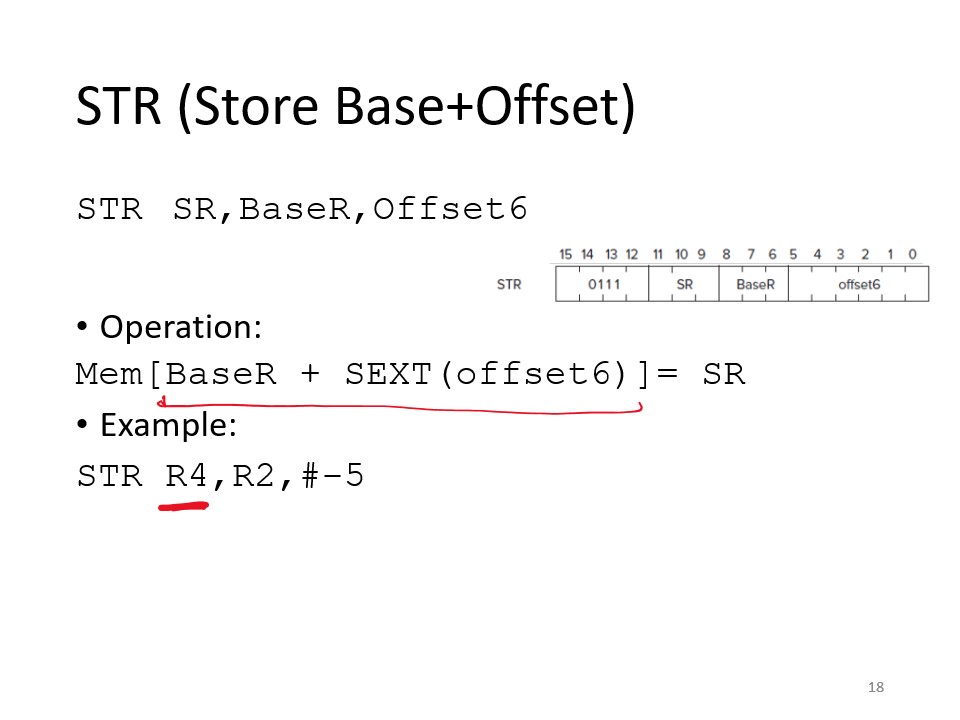 STR (Store Base+Offset)
STR SR,BaseR,Offset6
15 14 13 12 11 10 9 8 7 6 5 4 3 2 1 0
STR 0111 SR BaseR offset6
• Operation:
Mem[BaseR + SEXT(offset6)]= SR
• Example:
STR R4,R2,#-5
18